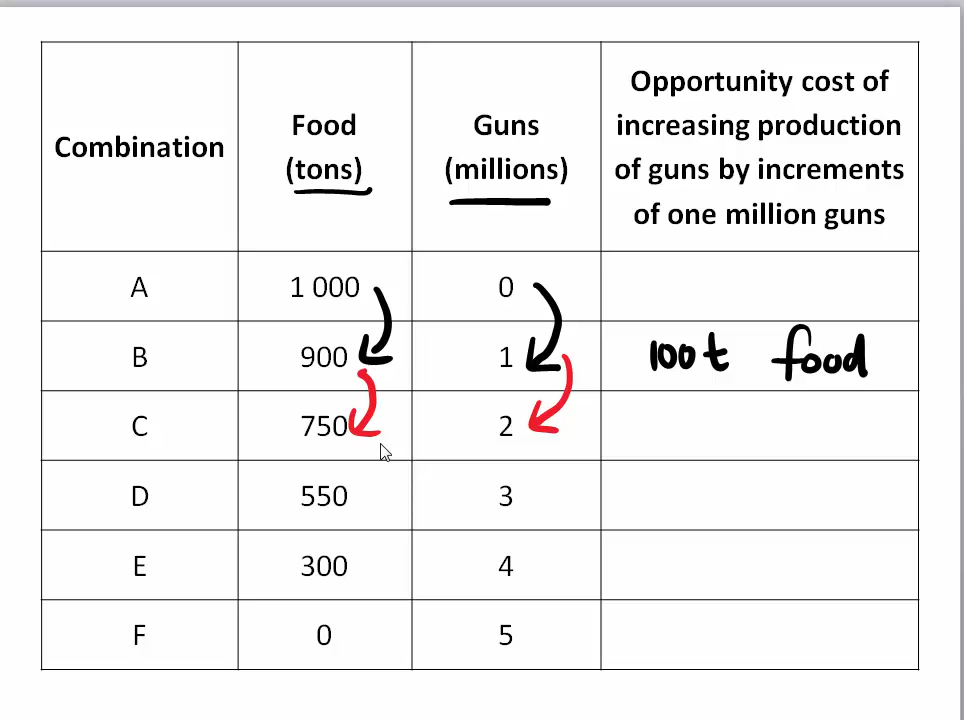 Combination Food (tons) Guns (millions) Opportunity cost of increasing production of guns by increments of one million guns
A 1 000 0
B 900 1 100 t food
C 750 2
D 550 3
E 300 4
F 0 5